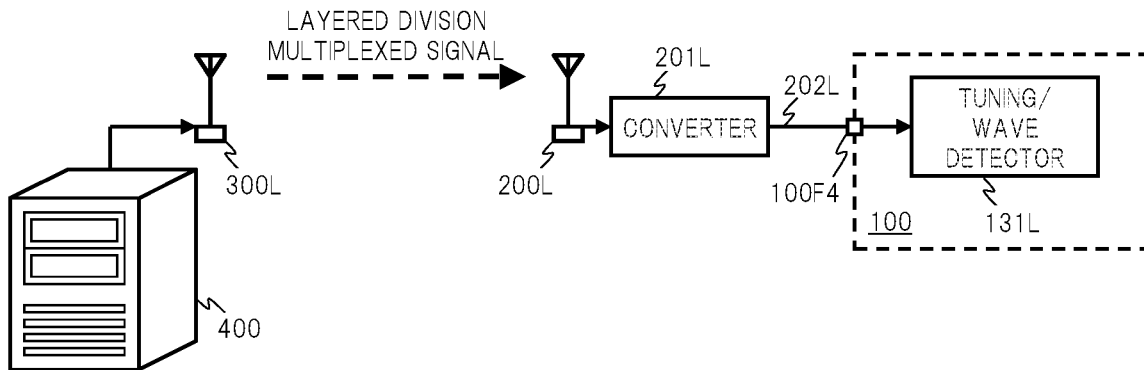 LAYERED DIVISION
MULTIPLEXED SIGNAL
201L
202L
CONVERTER
TUNING/
WAVE
DETECTOR
300L
200L
100F4
100
131L
400